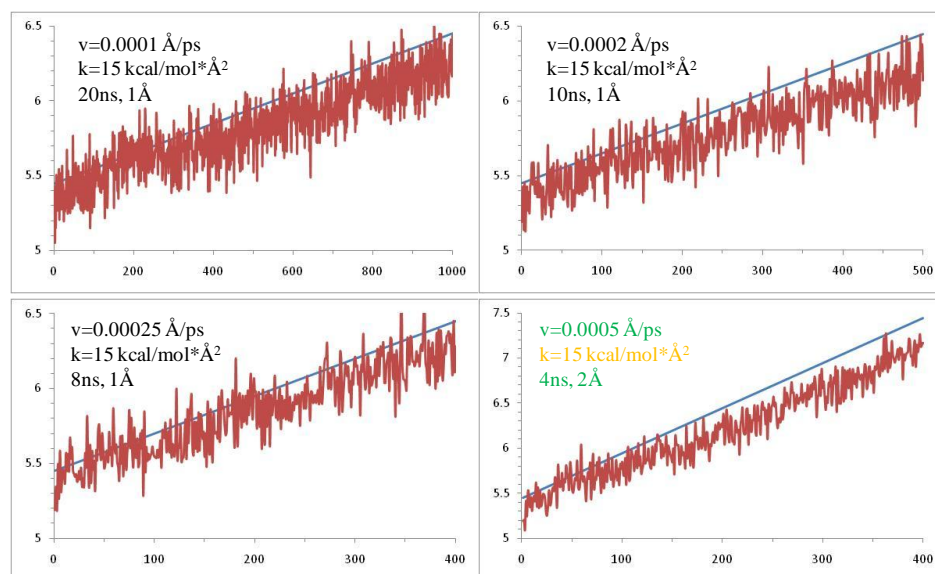 6.5
v=0.0001 Å/ps
k=15 kcal/mol*Å²
20ns, 1Å
6
5.5
5
0 200 400 600 800 1000
6.5
v=0.0002 Å/ps
k=15 kcal/mol*Å²
10ns, 1Å
6
5.5
5
0 100 200 300 400 500
6.5
v=0.00025 Å/ps
k=15 kcal/mol*Å²
8ns, 1Å
6
5.5
5
0 100 200 300 400
7.5
v=0.0005 Å/ps
k=15 kcal/mol*Å²
4ns, 2Å
7
6.5
6
5.5
5
0 100 200 300 400